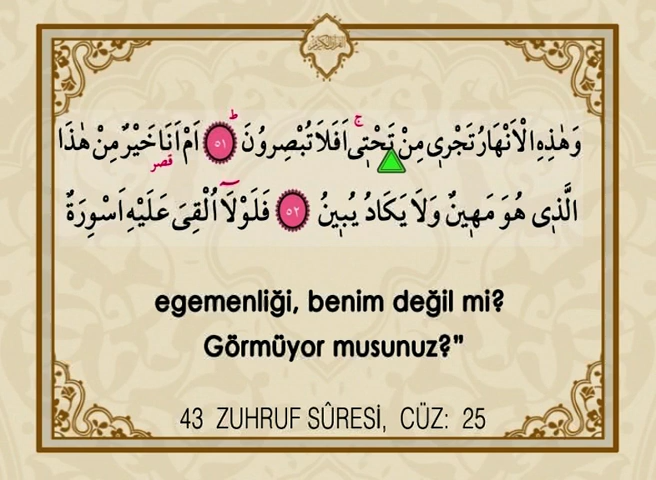 وَهٰذِهِ الْاَنْهَارُ تَجْرٖى مِنْ تَحْتٖىۚ اَفَلَا تُبْصِرُونَؕ ٥١ اَمْ اَنَا۬ خَيْرٌ مِنْ هٰذَا
قصر
الَّذٖى هُوَ مَهٖينٌ وَلَا يَكَادُ يُبٖينُ ٥٢ فَلَوْلَٓا اُلْقِىَ عَلَيْهِ اَسْوِرَةٌ
egemenliği, benim değil mi?
Görmüyor musunuz?”
43 ZUHRUF SÛRESİ, CÜZ: 25